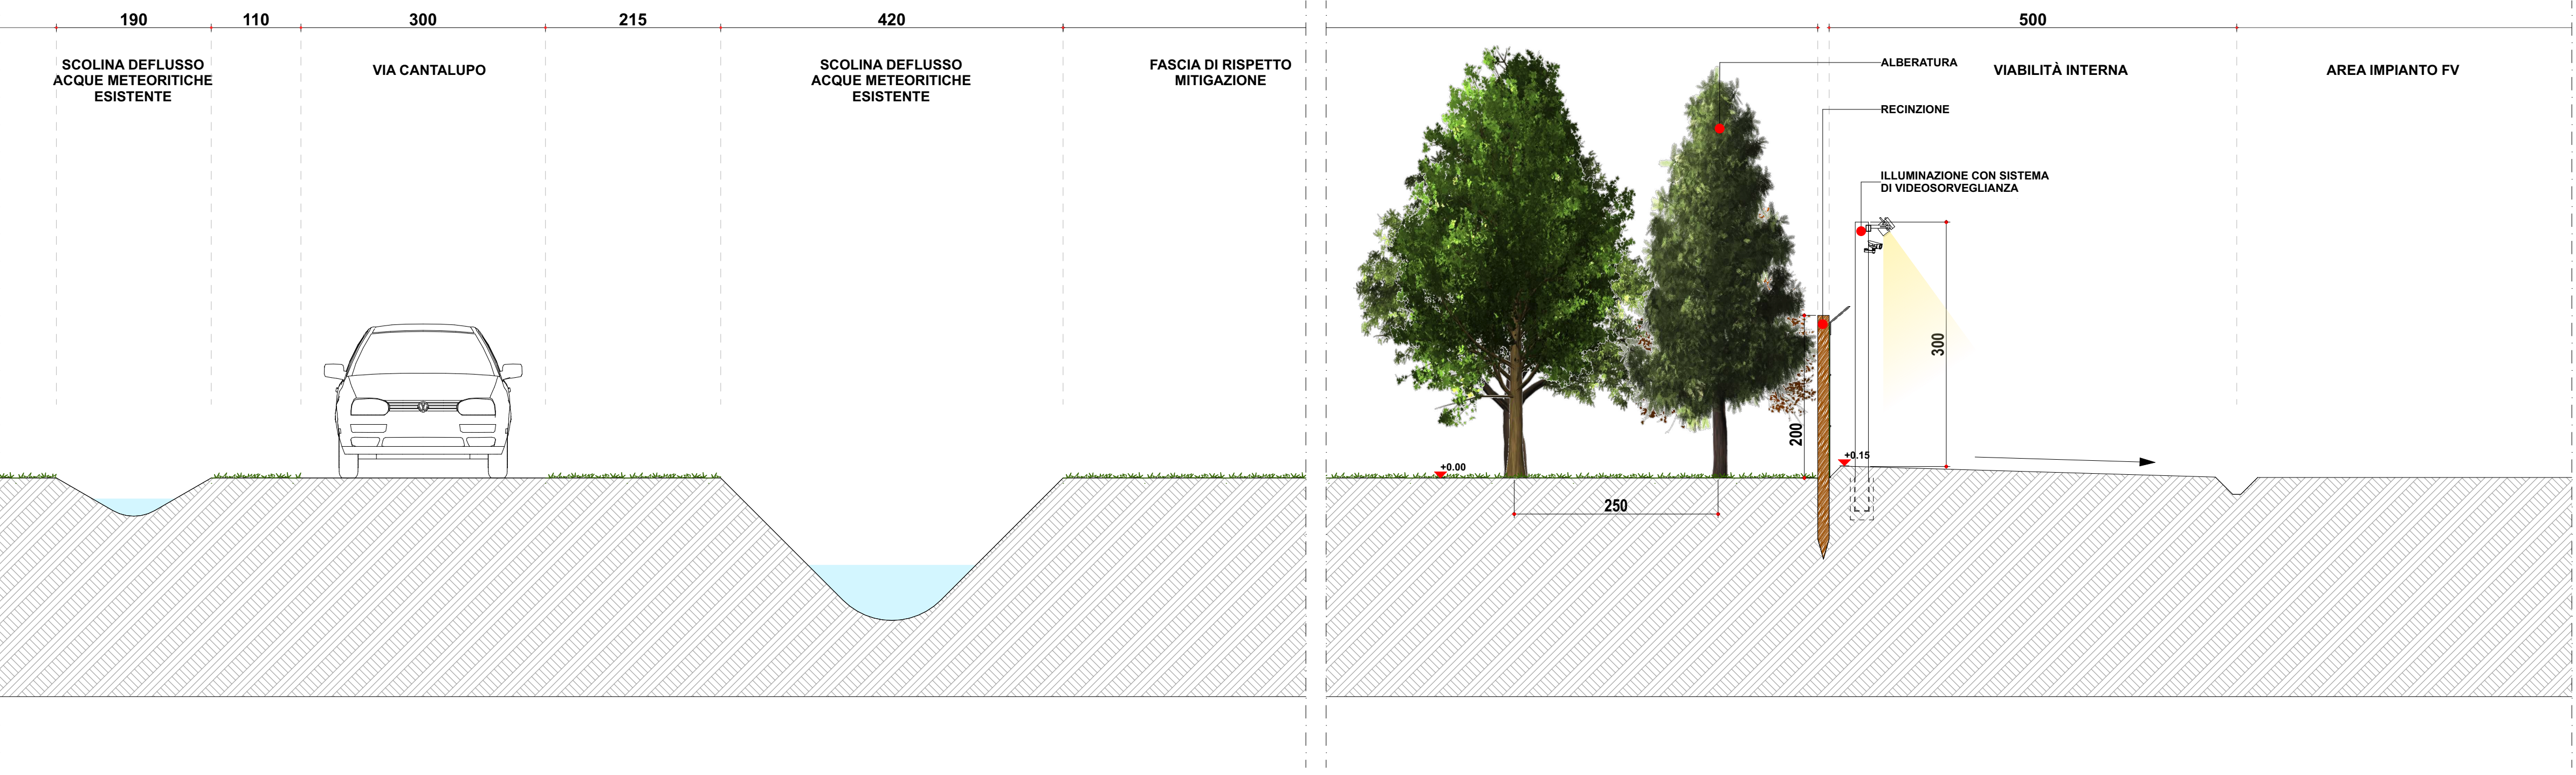 190
110
300
215
420
500
SCOLINA DEFLUSSO
ACQUE METEORITICHE
ESISTENTE
VIA CANTALUPO
SCOLINA DEFLUSSO
ACQUE METEORITICHE
ESISTENTE
FASCIA DI RISPETTO
MITIGAZIONE
ALBERATURA
VIABILITÀ INTERNA
AREA IMPIANTO FV
RECINZIONE
ILLUMINAZIONE CON SISTEMA
DI VIDEOSORVEGLIANZA
300
200
+0.00
+0.15
250